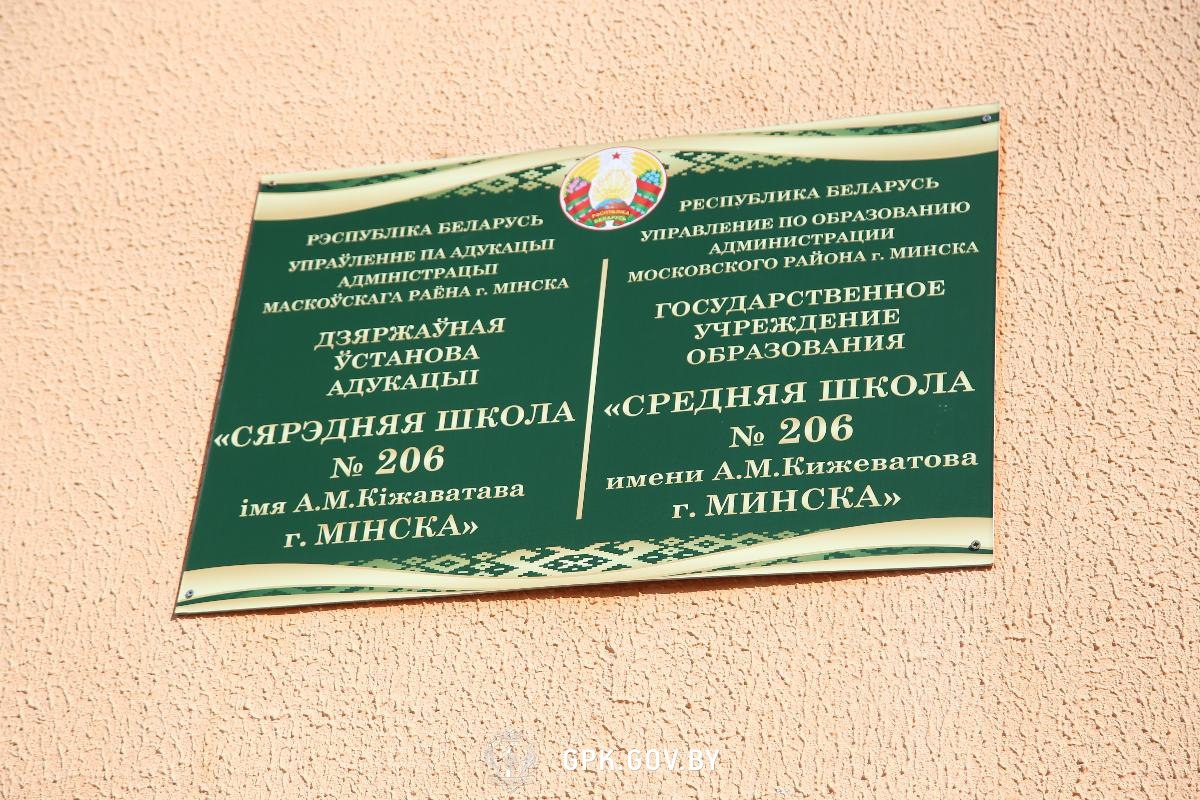 РЭСПУБЛІКА БЕЛАРУСЬ
УПРАЎЛЕННЕ ПА АДУКАЦЫІ
АДМІНІСТРАЦЫІ
МАСКОЎСКАГА РАЁНА г. МІНСКА
ДЗЯРЖАЎНАЯ
ЎСТАНОВА
АДУКАЦЫІ
«СЯРЭДНЯЯ ШКОЛА
№ 206
імя А.М.Кіжаватава
г. МІНСКА»
РЭСПУБЛІКА
БЕЛАРУСЬ
РЕСПУБЛИКА БЕЛАРУСЬ
УПРАВЛЕНИЕ ПО ОБРАЗОВАНИЮ
АДМИНИСТРАЦИИ
МОСКОВСКОГО РАЙОНА г. МИНСКА
ГОСУДАРСТВЕННОЕ
УЧРЕЖДЕНИЕ
ОБРАЗОВАНИЯ
«СРЕДНЯЯ ШКОЛА
№ 206
имени А.М.Кижеватова
г. МИНСКА»
GPK.GOV.BY